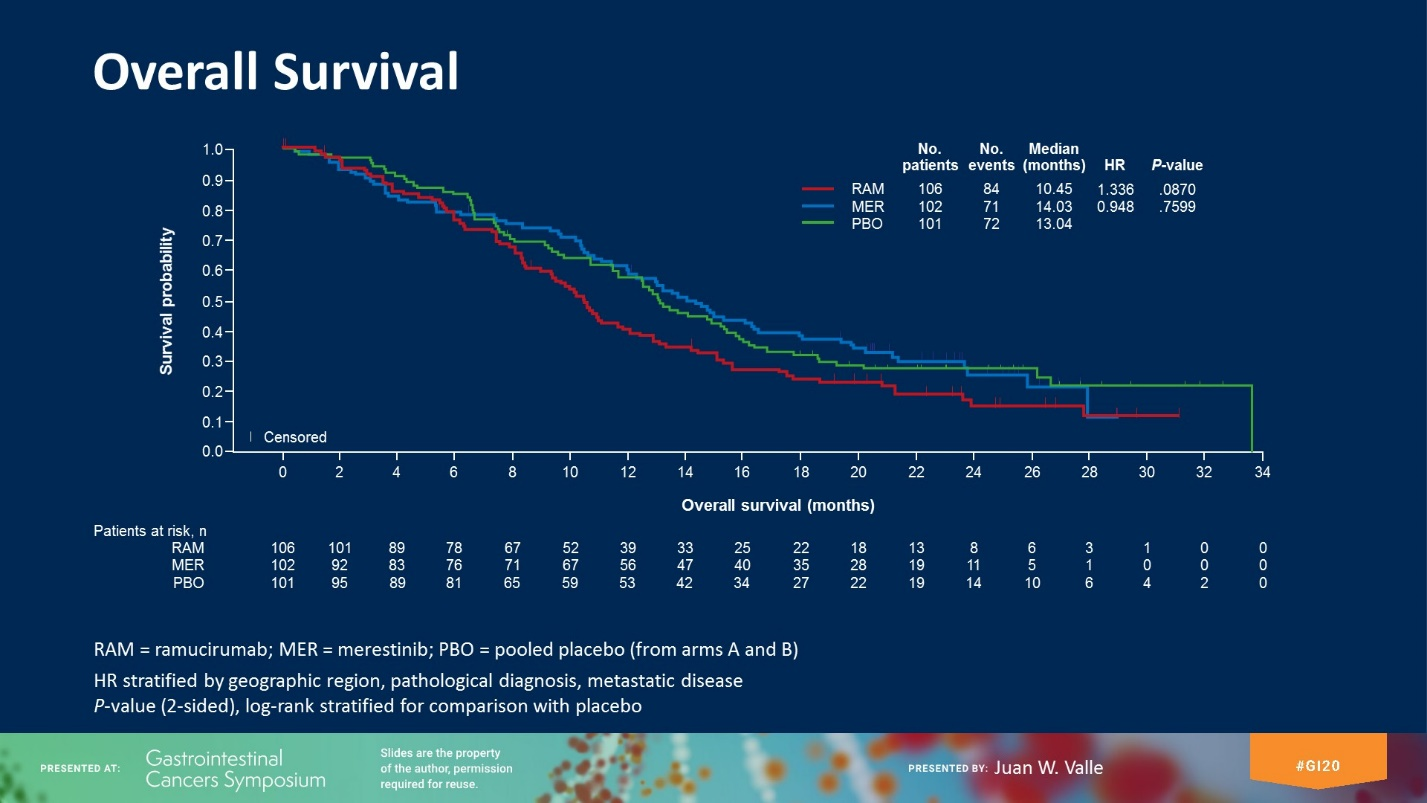 Overall Survival
No. No. Median
patients events (months) HR P-value
RAM 106 84 10.45 1.336 .0870
MER 102 71 14.03 0.948 .7599
PBO 101 72 13.04
Survival probability
1.0
0.9
0.8
0.7
0.6
0.5
0.4
0.3
0.2
0.1
0.0
Censored
0 2 4 6 8 10 12 14 16 18 20 22 24 26 28 30 32 34
Overall survival (months)
Patients at risk, n
RAM 106 101 89 78 67 52 39 33 25 22 18 13 8 6 3 1 0 0
MER 102 92 83 76 71 67 56 47 40 35 28 19 11 5 1 0 0 0
PBO 101 95 89 81 65 59 53 42 34 27 22 19 14 10 6 4 2 0
RAM = ramucirumab; MER = merestinib; PBO = pooled placebo (from arms A and B)
HR stratified by geographic region, pathological diagnosis, metastatic disease
P-value (2-sided), log-rank stratified for comparison with placebo
PRESENTED AT:
Gastrointestinal
Cancers Symposium
Slides are the property
of the author, permission
required for reuse.
PRESENTED BY: Juan W. Valle
#GI20